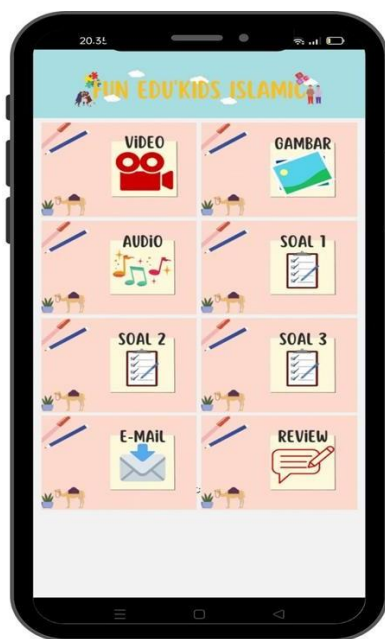 20.35
FUN EDU'KIDS ISLAMIC
VIDEO
GAMBAR
AUDIO
SOAL 1
SOAL 2
SOAL 3
E-MAIL
REVIEW